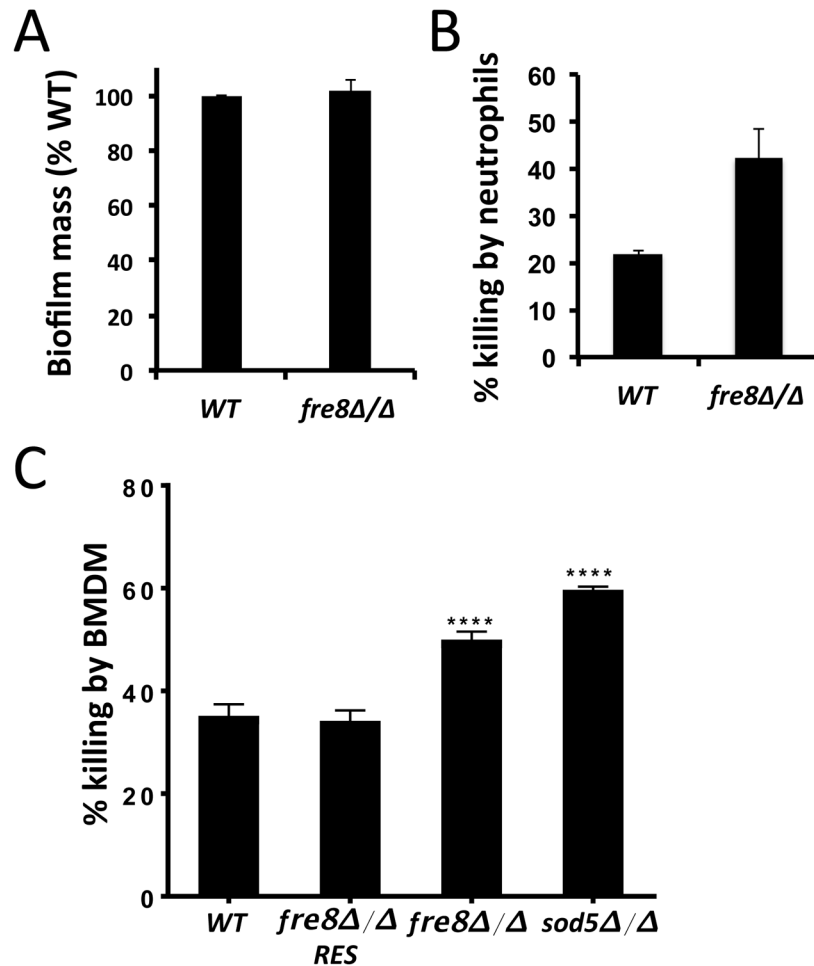 A
Biofilm mass (% WT)
100
80
60
40
20
0
WT fre8Δ/Δ
B
% killing by neutrophils
60
50
40
30
20
10
0
WT fre8Δ/Δ
C
% killing by BMDM
80
60
40
20
0
**** ****
WT fre8Δ/Δ fre8Δ/Δ sod5Δ/Δ
RES